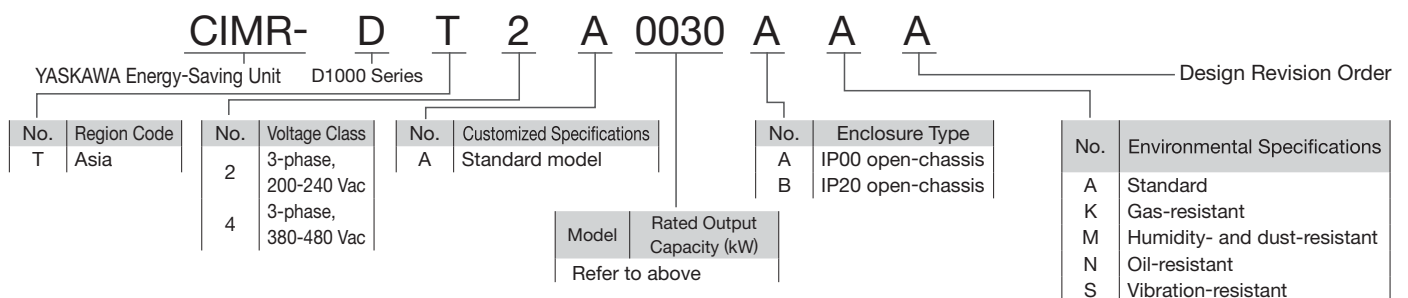 CIMR- D T 2 A 0030 A A A
YASKAWA Energy-Saving Unit D1000 Series
Design Revision Order
No. Region Code
T Asia
No. Voltage Class
2 3-phase,
200-240 Vac
4 3-phase,
380-480 Vac
No. Customized Specifications
A Standard model
Model Rated Output
Capacity (kW)
Refer to above
No. Enclosure Type
A IP00 open-chassis
B IP20 open-chassis
No. Environmental Specifications
A Standard
K Gas-resistant
M Humidity- and dust-resistant
N Oil-resistant
S Vibration-resistant